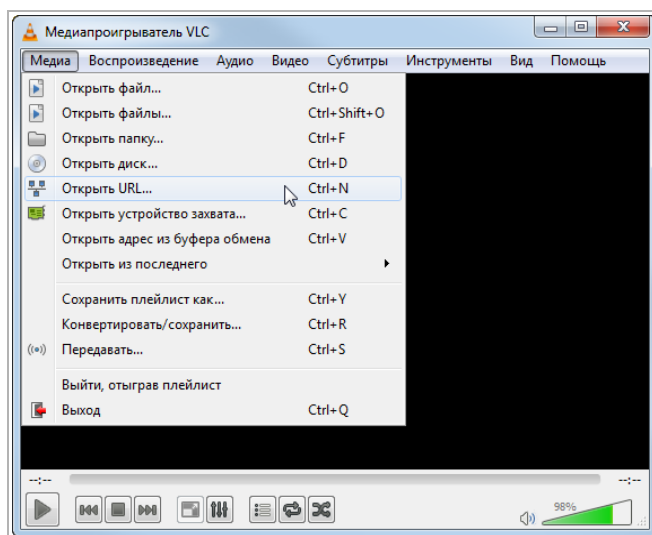 Медиапроигрыватель VLC
Медиа Воспроизведение Аудио Видео Субтитры Инструменты Вид Помощь
Открыть файл... Ctrl+O
Открыть файлы... Ctrl+Shift+O
Открыть папку... Ctrl+F
Открыть диск... Ctrl+D
Открыть URL... Ctrl+N
Открыть устройство захвата... Ctrl+C
Открыть адрес из буфера обмена Ctrl+V
Открыть из последнего
Сохранить плейлист как... Ctrl+Y
Конвертировать/сохранить... Ctrl+R
Передавать... Ctrl+S
Выйти, отыграв плейлист
Выход Ctrl+Q
--:-- --:--
98%